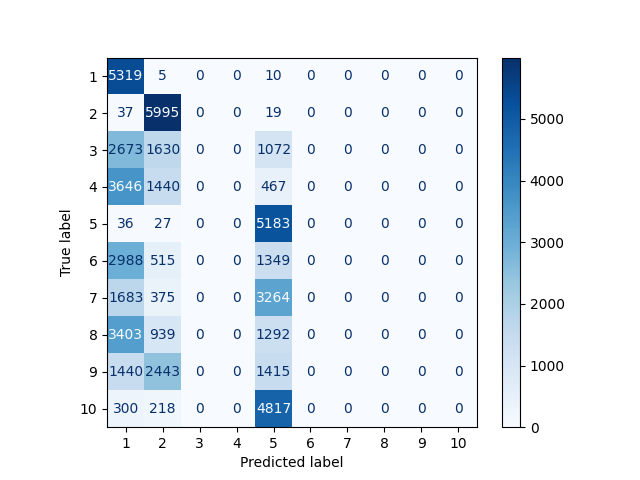 1 5319 5 0 0 10 0 0 0 0 0
2 37 5995 0 0 19 0 0 0 0 0
3 2673 1630 0 0 1072 0 0 0 0 0
4 3646 1440 0 0 467 0 0 0 0 0
5 36 27 0 0 5183 0 0 0 0 0
6 2988 515 0 0 1349 0 0 0 0 0
7 1683 375 0 0 3264 0 0 0 0 0
8 3403 939 0 0 1292 0 0 0 0 0
9 1440 2443 0 0 1415 0 0 0 0 0
10 300 218 0 0 4817 0 0 0 0 0
1 2 3 4 5 6 7 8 9 10
Predicted label
True label
5000
4000
3000
2000
1000
0